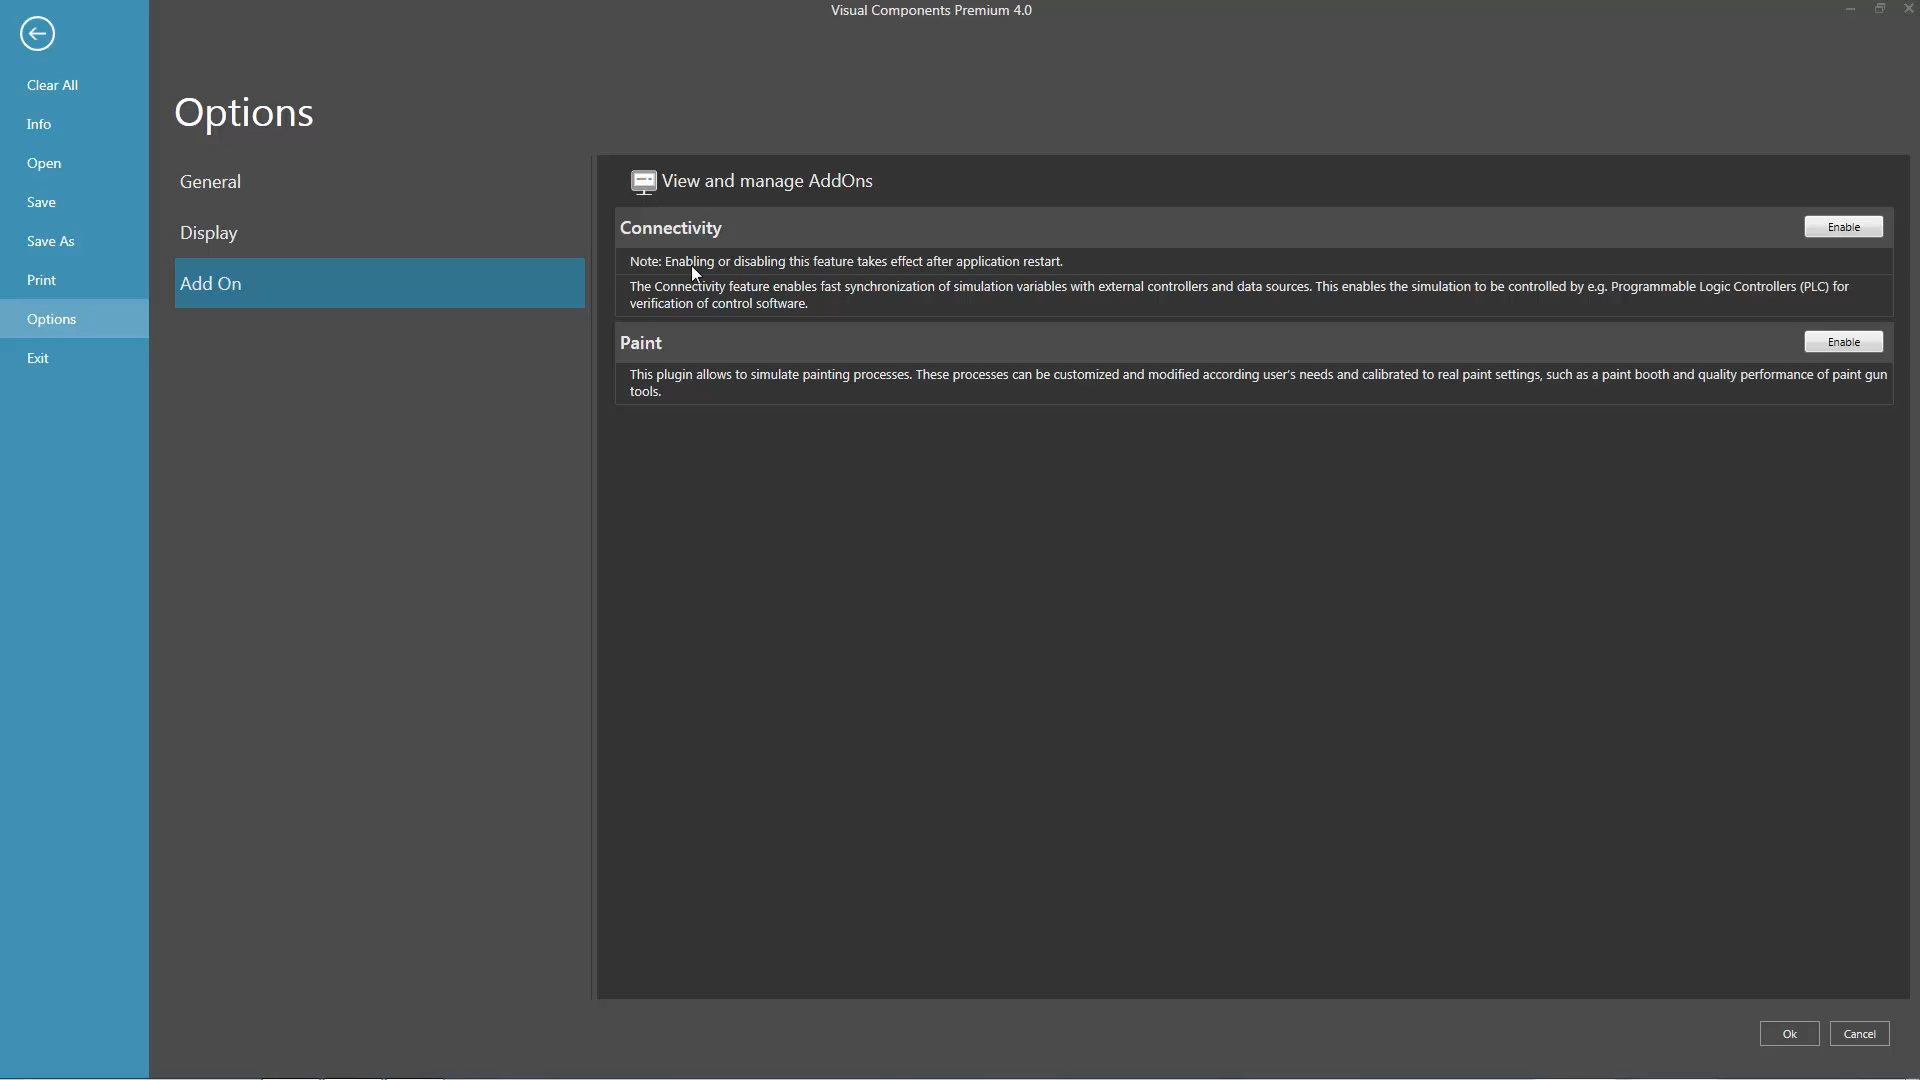 Visual Components Premium 4.0
Clear All
Info
Open
Save
Save As
Print
Options
Exit
Options
General
Display
Add On
View and manage AddOns
Connectivity
Enable
Note: Enabling or disabling this feature takes effect after application restart.
The Connectivity feature enables fast synchronization of simulation variables with external controllers and data sources. This enables the simulation to be controlled by e.g. Programmable Logic Controllers (PLC) for
verification of control software.
Paint
Enable
This plugin allows to simulate painting processes. These processes can be customized and modified according user's needs and calibrated to real paint settings, such as a paint booth and quality performance of paint gun
tools.
Ok
Cancel